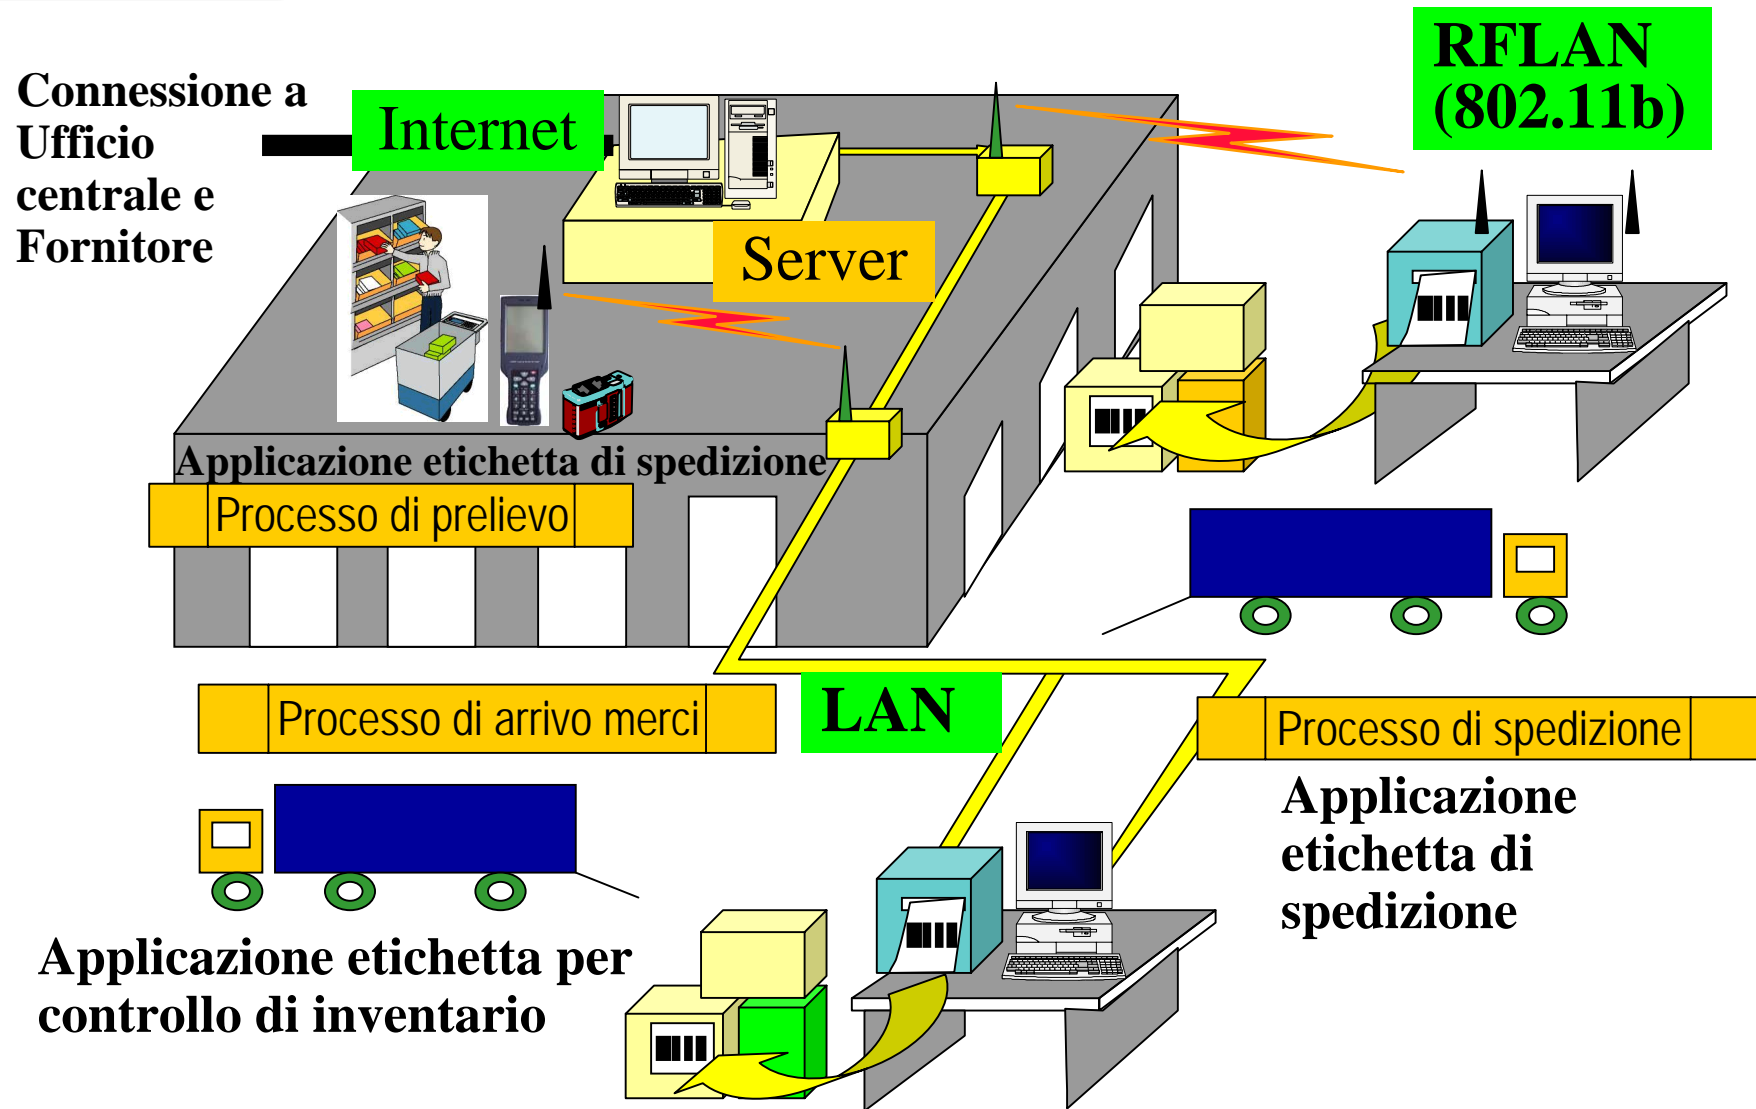 RFLAN
(802.11b)
Connessione a
Ufficio
centrale e
Fornitore
Internet
Server
Applicazione etichetta di spedizione
Processo di prelievo
LAN
Processo di arrivo merci
Processo di spedizione
Applicazione
etichetta di
spedizione
Applicazione etichetta per
controllo di inventario